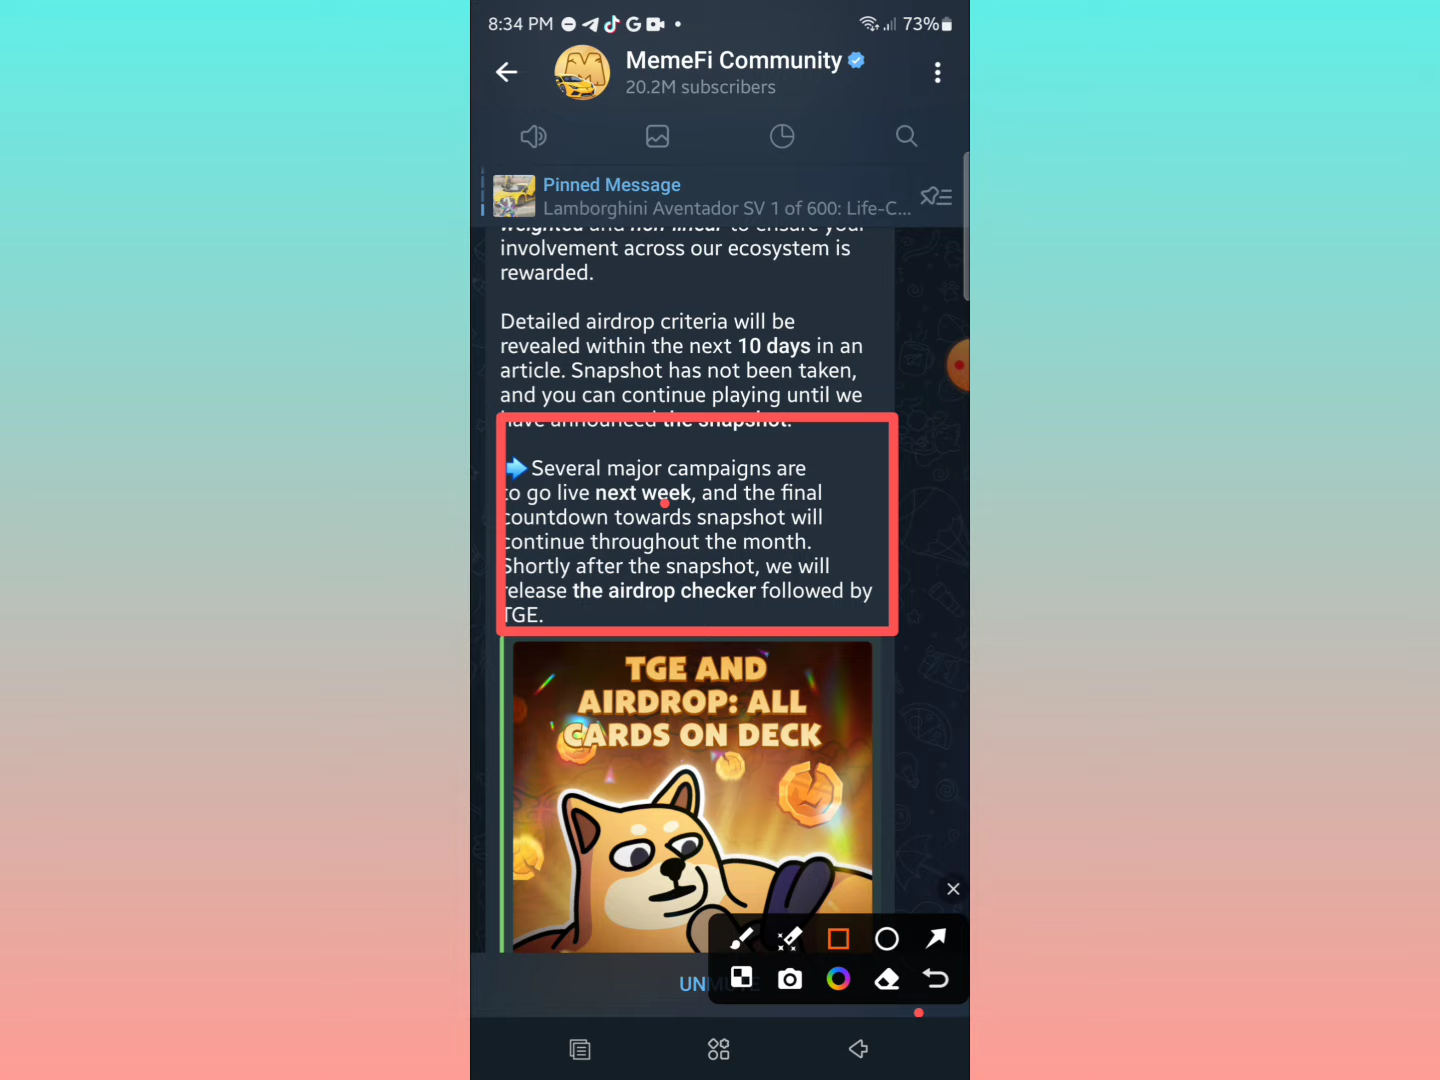 8:34 PM
73%
MemeFi Community
20.2M subscribers
Pinned Message
Lamborghini Aventador SV 1 of 600: Life-C...
weighted and non-linear to ensure your
involvement across our ecosystem is
rewarded.
Detailed airdrop criteria will be
revealed within the next 10 days in an
article. Snapshot has not been taken,
and you can continue playing until we
have announced the snapshot.
Several major campaigns are
to go live next week, and the final
countdown towards snapshot will
continue throughout the month.
Shortly after the snapshot, we will
release the airdrop checker followed by
TGE.
TGE AND
AIRDROP: ALL
CARDS ON DECK
UNMUTE